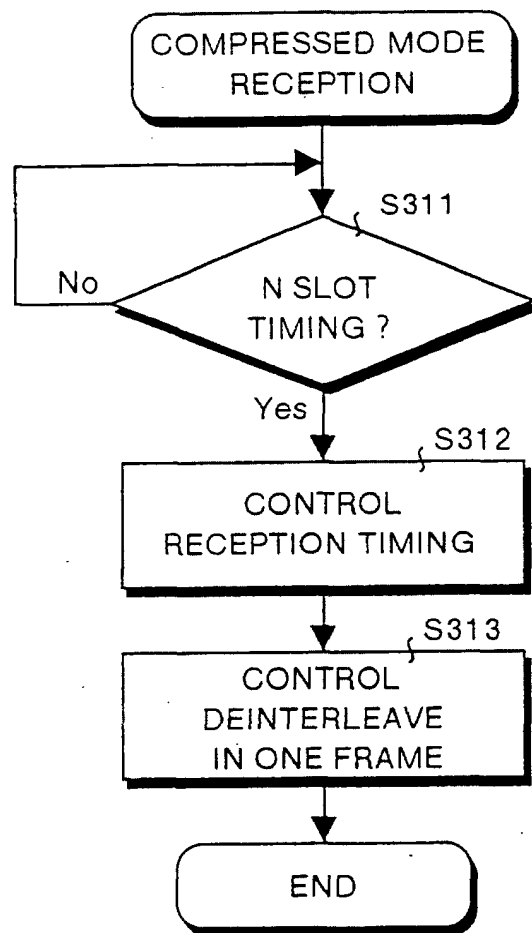 COMPRESSED MODE
RECEPTION
S311
No
N SLOT
TIMING ?
Yes
S312
CONTROL
RECEPTION TIMING
S313
CONTROL
DEINTERLEAVE
IN ONE FRAME
END